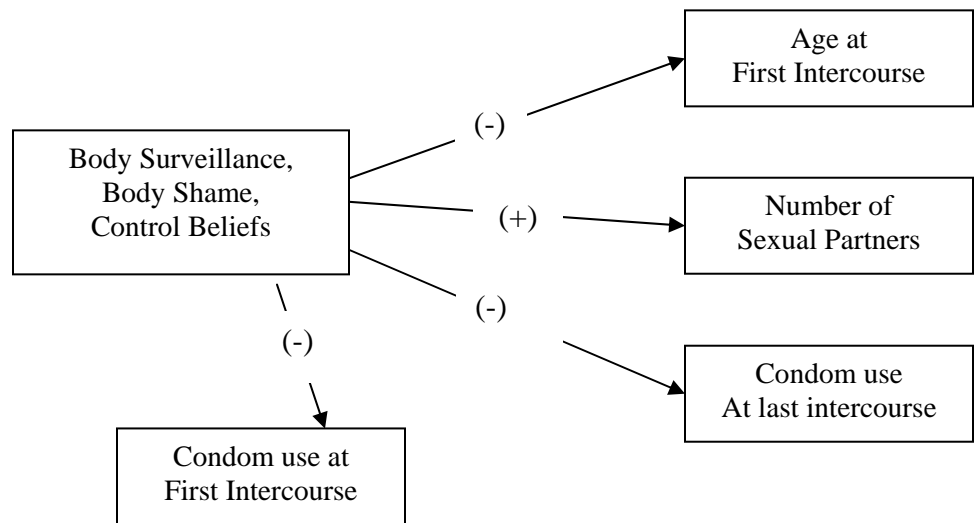 Age at
First Intercourse
(-)
Body Surveillance,
Body Shame,
Control Beliefs
(+)
Number of
Sexual Partners
(-)
(-)
Condom use
At last intercourse
Condom use at
First Intercourse